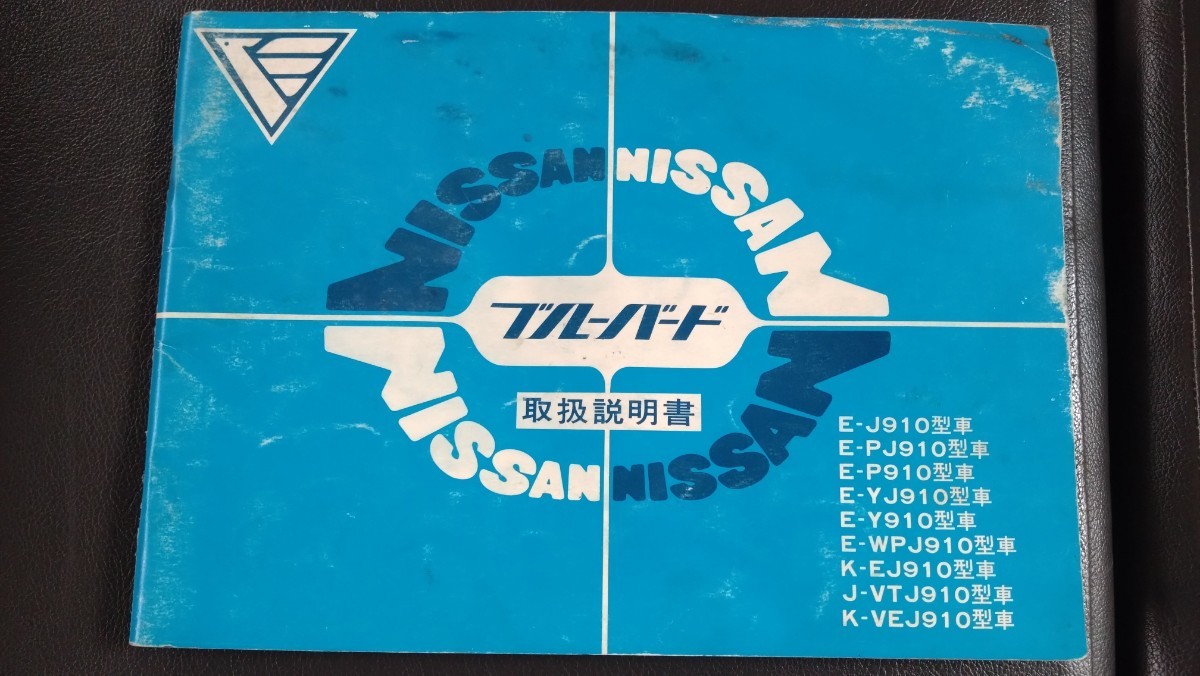 NISSAN NISSAN
ブルーバード
取扱説明書
NISSAN NISSAN
E-J910型車
E-PJ910型車
E-P910型車
E-YJ910型車
E-Y910型車
E-WPJ910型車
K-EJ910型車
J-VTJ910型車
K-VEJ910型車